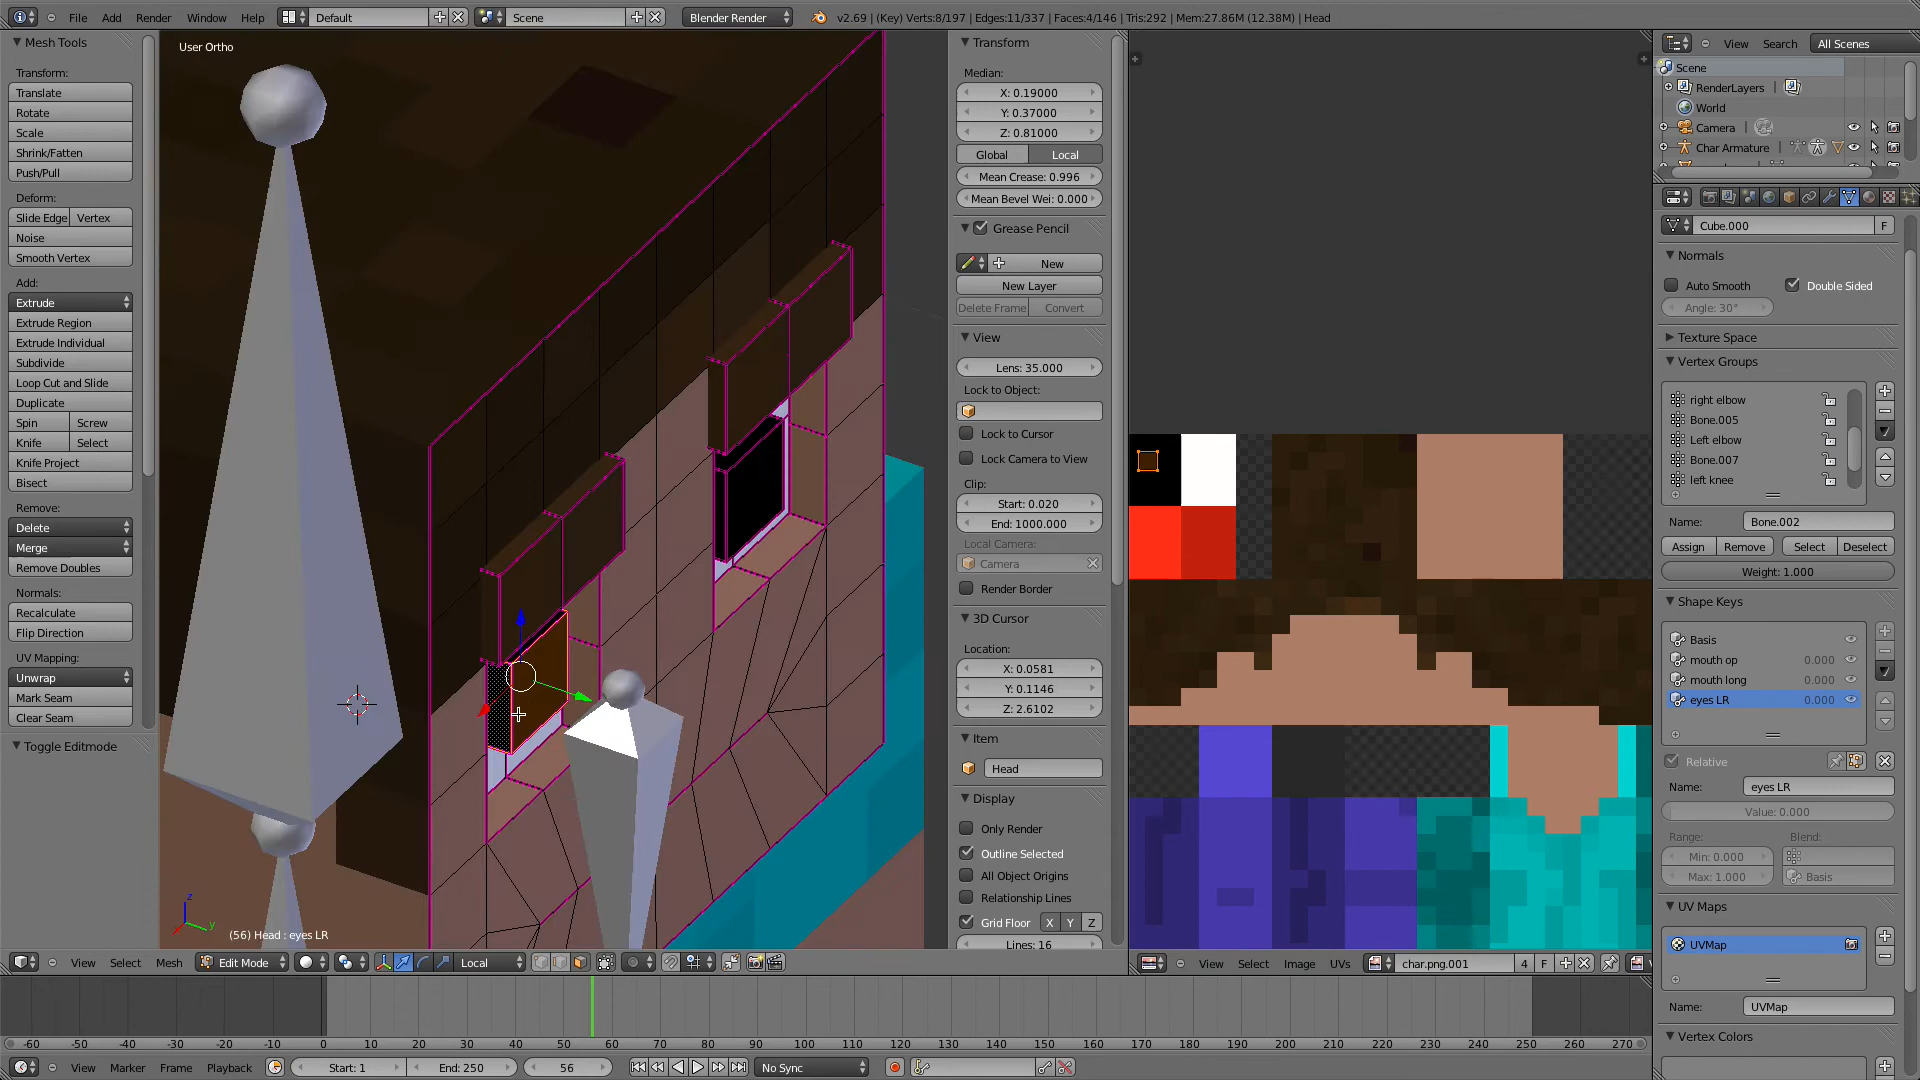 File Add Render Window Help Default Scene Blender Render v2.69 | (Key) Verts:8/197 | Edges:11/337 | Faces:4/146 | Tris:292 | Mem:27.86M (12.38M) | Head
Mesh Tools
Transform:
Translate
Rotate
Scale
Shrink/Fatten
Push/Pull
Deform:
Slide Edge Vertex
Noise
Smooth Vertex
Add:
Extrude
Extrude Region
Extrude Individual
Subdivide
Loop Cut and Slide
Duplicate
Spin Screw
Knife Select
Knife Project
Bisect
Remove:
Delete
Merge
Remove Doubles
Normals:
Recalculate
Flip Direction
UV Mapping:
Unwrap
Mark Seam
Clear Seam
Toggle Editmode
User Ortho
z
y
x
(56) Head : eyes LR
Transform
Median:
X: 0.19000
Y: 0.37000
Z: 0.81000
Global Local
Mean Crease: 0.996
Mean Bevel Wei: 0.000
Grease Pencil
New
New Layer
Delete Frame Convert
View
Lens: 35.000
Lock to Object:
Lock to Cursor
Lock Camera to View
Clip:
Start: 0.020
End: 1000.000
Local Camera:
Camera
Render Border
3D Cursor
Location:
X: 0.0581
Y: 0.1146
Z: 2.6102
Item
Head
Display
Only Render
Outline Selected
All Object Origins
Relationship Lines
Grid Floor X Y Z
Lines: 16
View Search All Scenes
Scene
RenderLayers |
World
Camera |
Char Armature |
Cube.000 F
Normals
Auto Smooth Double Sided
Angle: 30°
Texture Space
Vertex Groups
right elbow
Bone.005
Left elbow
Bone.007
left knee
Name: Bone.002
Assign Remove Select Deselect
Weight: 1.000
Shape Keys
Basis
mouth op 0.000
mouth long 0.000
eyes LR 0.000
Relative
Name: eyes LR
Value: 0.000
Range: Blend:
Min: 0.000
Max: 1.000 Basis
UV Maps
UVMap
Name: UVMap
Vertex Colors
View Select Mesh Edit Mode Local
View Select Image UVs char.png.001 4 F
-60 -50 -40 -30 -20 -10 0 10 20 30 40 50 60 70 80 90 100 110 120 130 140 150 160 170 180 190 200 210 220 230 240 250 260 270
View Marker Frame Playback Start: 1 End: 250 56 No Sync